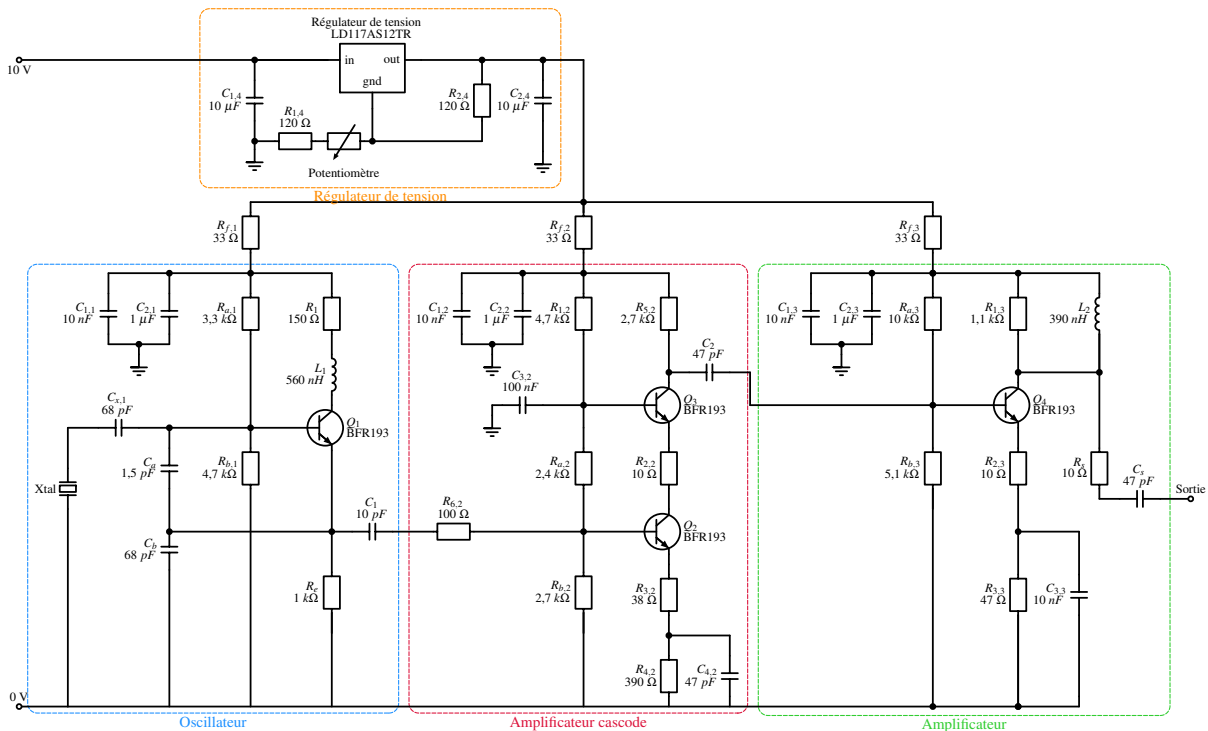 Régulateur de tension
LD117AS12TR
10 V
in
out
gnd
C1,4
10 µF
R1,4
120 Ω
R2,4
120 Ω
C2,4
10 µF
Potentiomètre
Régulateur de tension
Rf,1
33 Ω
Rf,2
33 Ω
Rf,3
33 Ω
C1,1
10 nF
C2,1
1 µF
Ra,1
3,3 kΩ
R1
150 Ω
L1
560 nH
Cx,1
68 pF
Q1
BFR193
Xtal
Ca
1,5 pF
Rb,1
4,7 kΩ
Cb
68 pF
C1
10 pF
Re
1 kΩ
0 V
Oscillateur
C1,2
10 nF
C2,2
1 µF
R1,2
4,7 kΩ
R5,2
2,7 kΩ
C2
47 pF
C3,2
100 nF
Q3
BFR193
Ra,2
2,4 kΩ
R2,2
10 Ω
R6,2
100 Ω
Q2
BFR193
Rb,2
2,7 kΩ
R3,2
38 Ω
R4,2
390 Ω
C4,2
47 pF
Amplificateur cascode
C1,3
10 nF
C2,3
1 µF
Ra,3
10 kΩ
R1,3
1,1 kΩ
L2
390 nH
Q4
BFR193
Rb,3
5,1 kΩ
R2,3
10 Ω
Rs
10 Ω
Cs
47 pF
Sortie
R3,3
47 Ω
C3,3
10 nF
Amplificateur